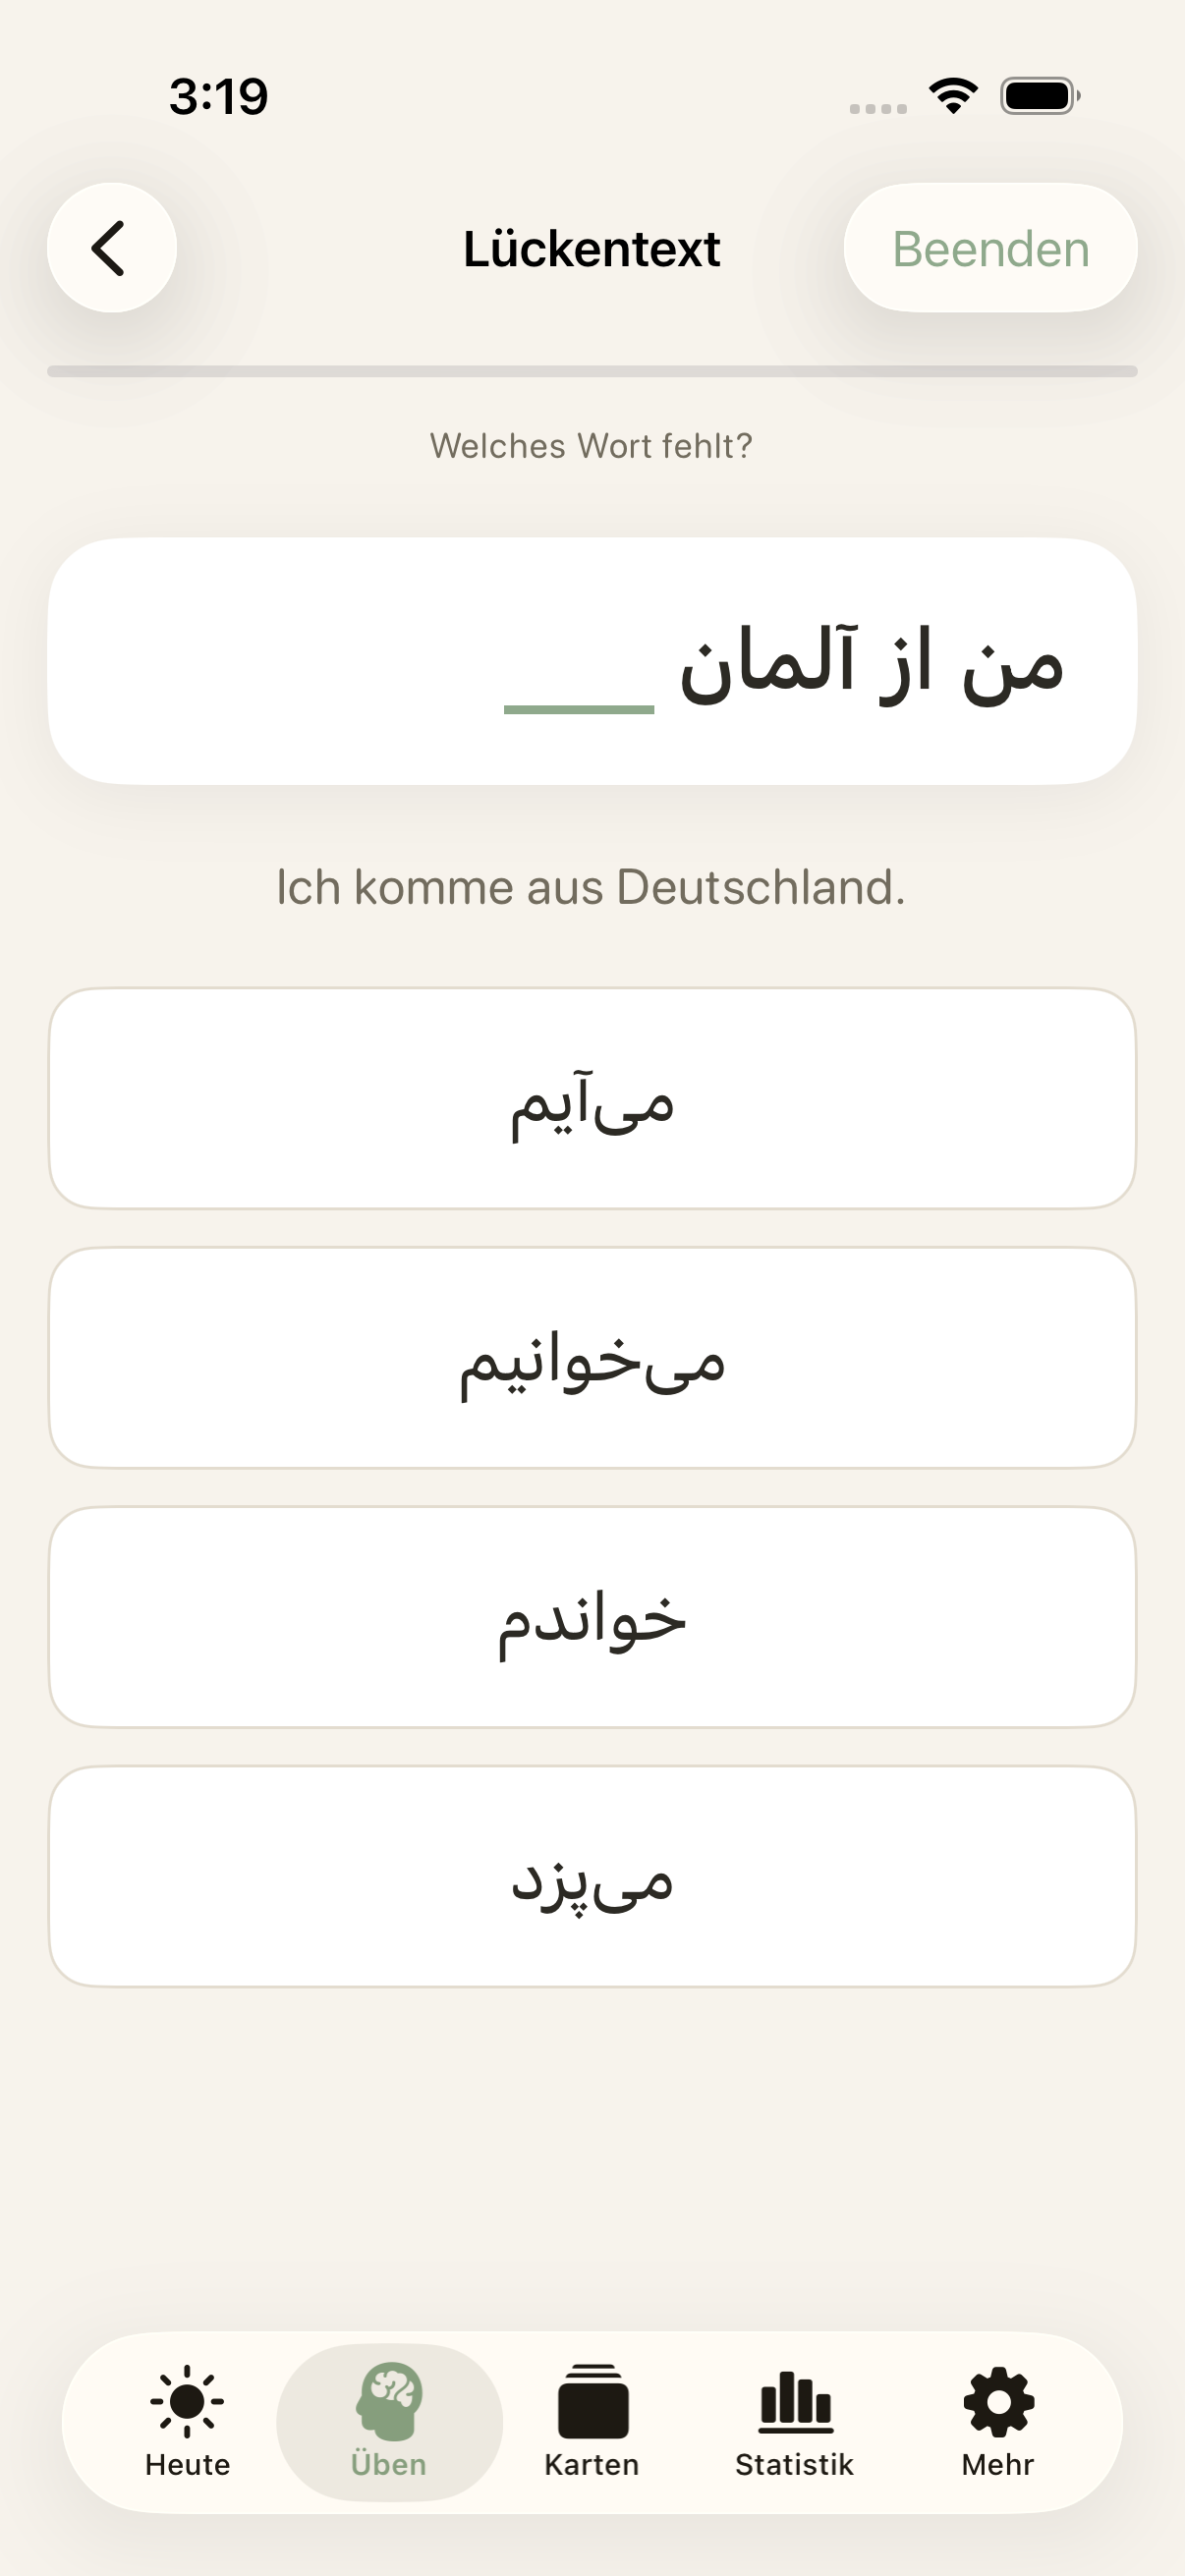 3:19
Lückentext
Beenden
Welches Wort fehلt?
من از آلمان ____
Ich komme aus Deutschland.
می‌آیم
می‌خوانیم
خواندم
می‌پزد
Heute
Üben
Karten
Statistik
Mehr